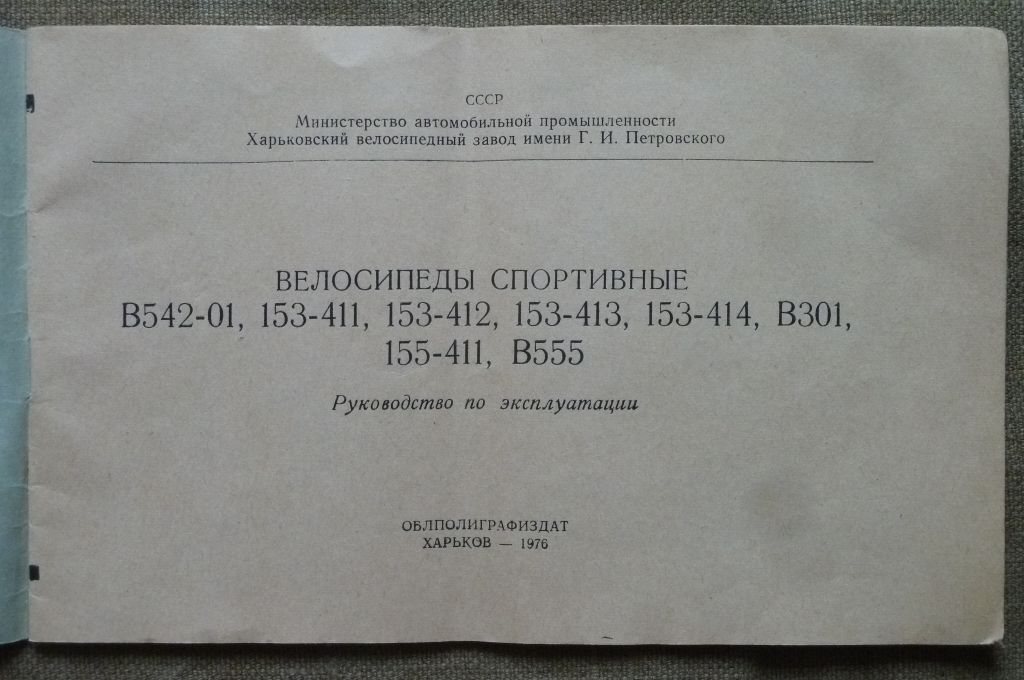 СССР
Министерство автомобильной промышленности
Харьковский велосипедный завод имени Г. И. Петровского
ВЕЛОСИПЕДЫ СПОРТИВНЫЕ
В542-01, 153-411, 153-412, 153-413, 153-414, В301,
155-411, В555
Руководство по эксплуатации
ОБЛПОЛИГРАФИЗДАТ
ХАРЬКОВ — 1976